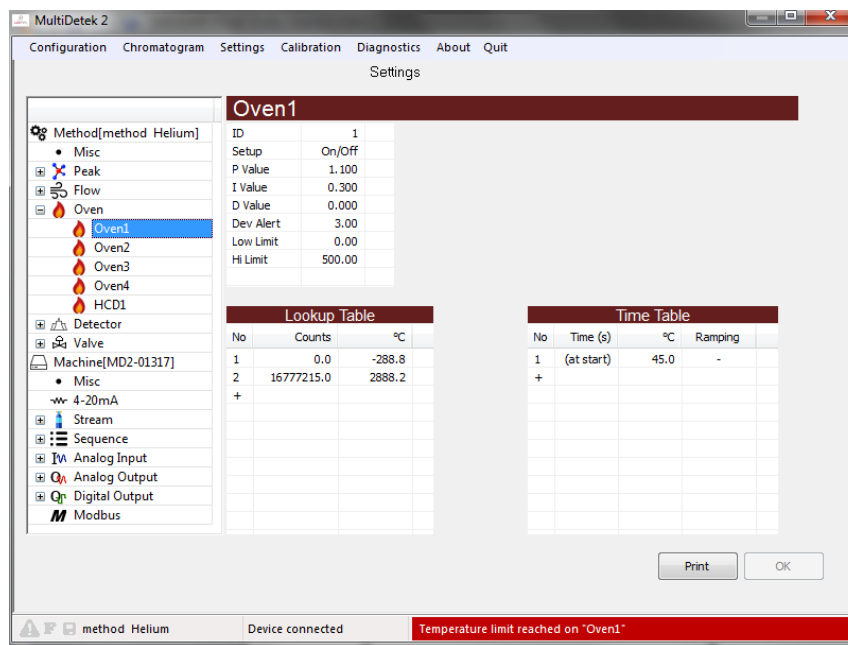 MultiDetek 2
Configuration Chromatogram Settings Calibration Diagnostics About Quit
Settings
Method[method Helium]
Misc
Peak
Flow
Oven
Oven1
Oven2
Oven3
Oven4
HCD1
Detector
Valve
Machine[MD2-01317]
Misc
4-20mA
Stream
Sequence
Analog Input
Analog Output
Digital Output
Modbus
Oven1
ID 1
Setup On/Off
P Value 1.100
I Value 0.300
D Value 0.000
Dev Alert 3.00
Low Limit 0.00
Hi Limit 500.00
Lookup Table
No Counts °C
1 0.0 -288.8
2 16777215.0 2888.2
+
Time Table
No Time (s) °C Ramping
1 (at start) 45.0 -
+
Print OK
method Helium Device connected Temperature limit reached on "Oven1"